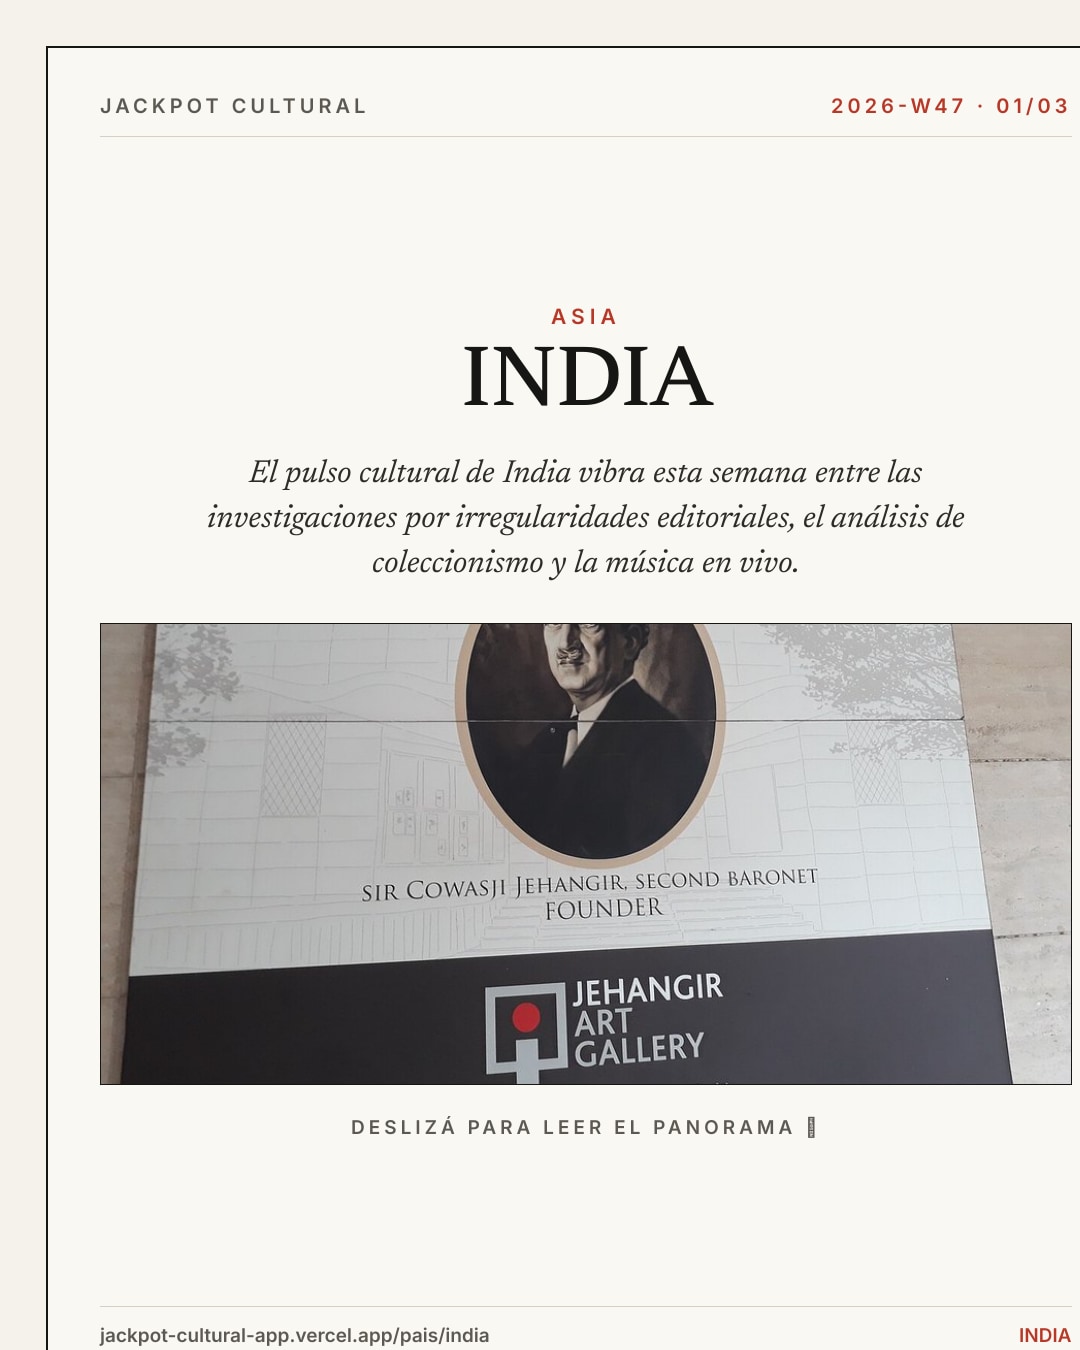 JACKPOT CULTURAL
2026-W47 · 01/03
ASIA
INDIA
El pulso cultural de India vibra esta semana entre las
investigaciones por irregularidades editoriales, el análisis de
coleccionismo y la música en vivo.
SIR COWASJI JEHANGIR, SECOND BARONET
FOUNDER
JEHANGIR
ART
GALLERY
DESLIZÁ PARA LEER EL PANORAMA
jackpot-cultural-app.vercel.app/pais/india
INDIA